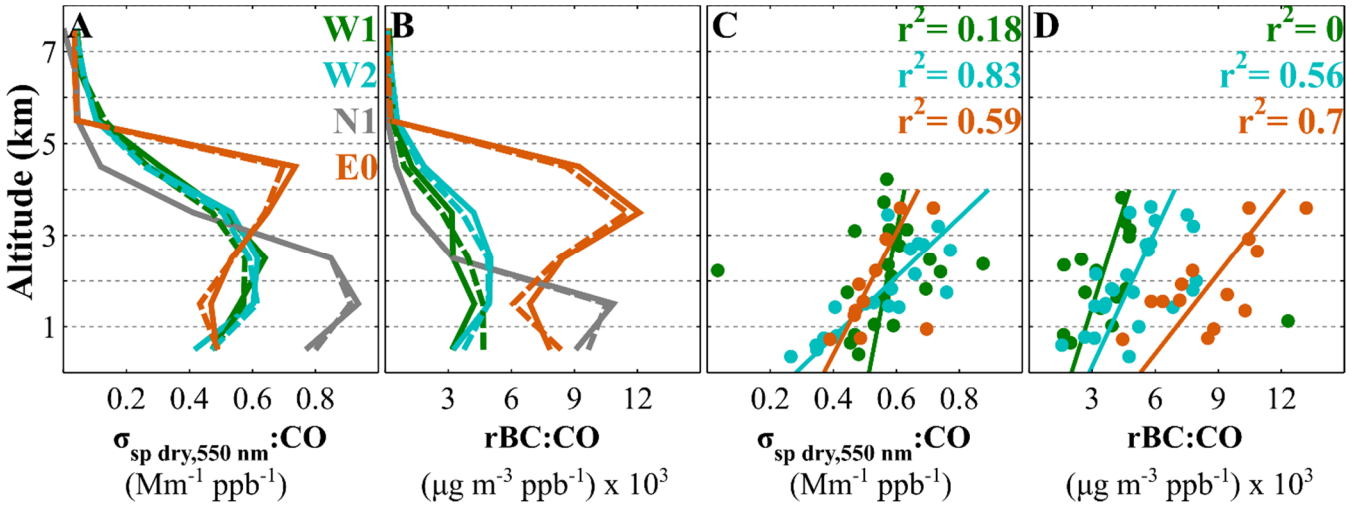 A
W1
W2
N1
E0
B
C
r² = 0.18
r² = 0.83
r² = 0.59
D
r² = 0
r² = 0.56
r² = 0.7
Altitude (km)
7
5
3
1
0.2 0.4 0.6 0.8
3 6 9 12
0.2 0.4 0.6 0.8
3 6 9 12
σsp dry,550 nm:CO
(Mm⁻¹ ppb⁻¹)
rBC:CO
(μg m⁻³ ppb⁻¹) x 10³
σsp dry,550 nm:CO
(Mm⁻¹ ppb⁻¹)
rBC:CO
(μg m⁻³ ppb⁻¹) x 10³